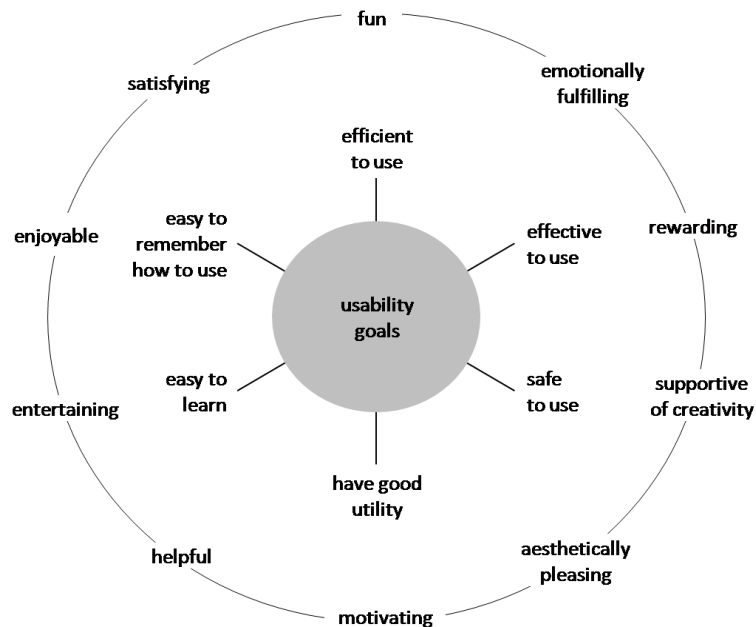 fun
emotionally
fulfilling
satisfying
efficient
to use
easy to
remember
how to use
effective
to use
enjoyable
rewarding
usability
goals
easy to
learn
safe
to use
entertaining
supportive
of creativity
have good
utility
helpful
aesthetically
pleasing
motivating